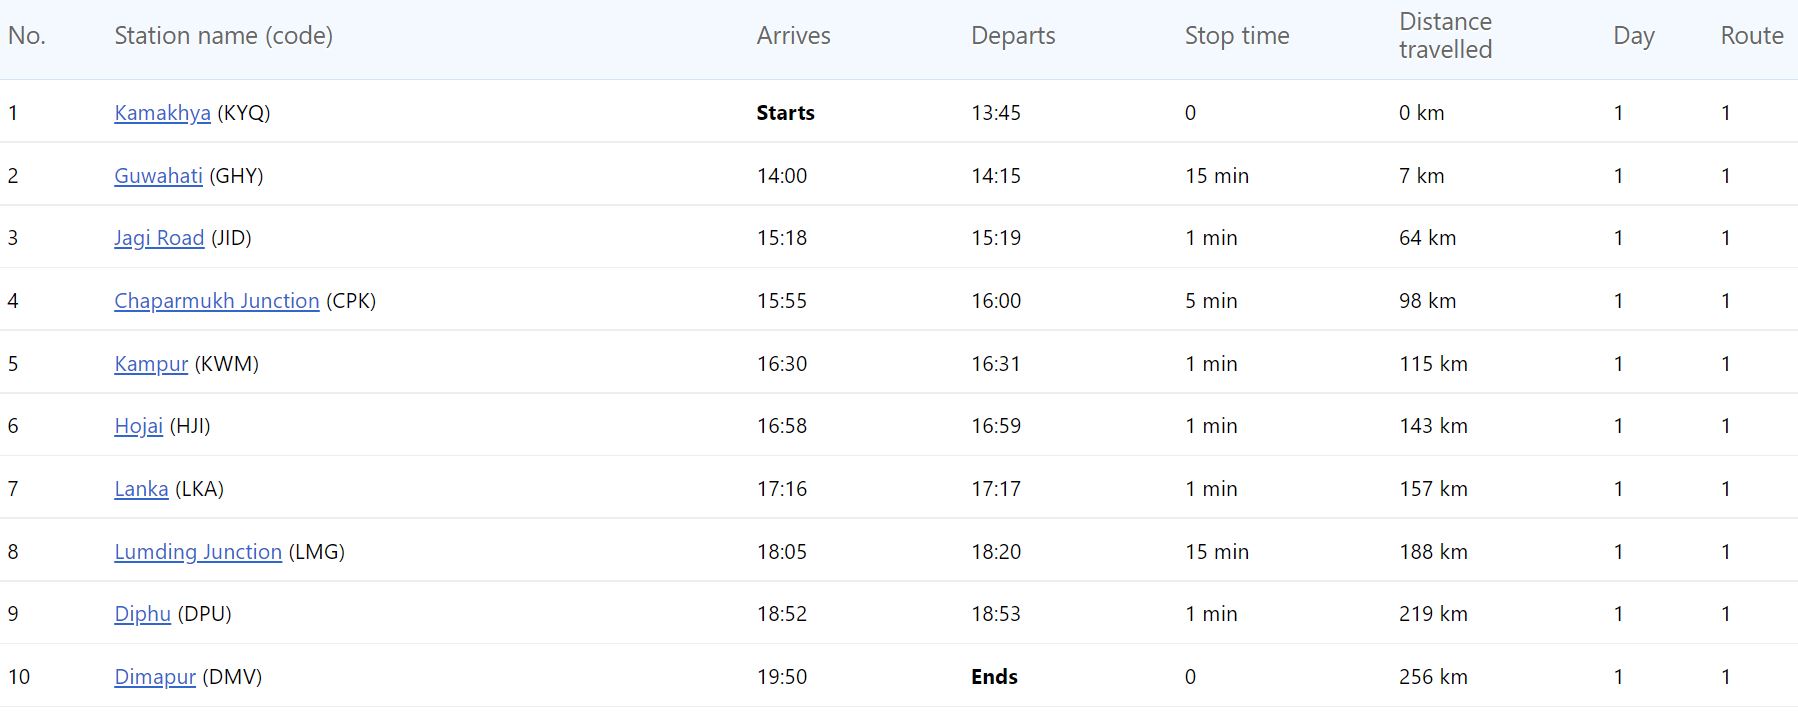 No. Station name (code) Arrives Departs Stop time Distance travelled Day Route
1 Kamakhya (KYQ) Starts 13:45 0 0 km 1 1
2 Guwahati (GHY) 14:00 14:15 15 min 7 km 1 1
3 Jagi Road (JID) 15:18 15:19 1 min 64 km 1 1
4 Chaparmukh Junction (CPK) 15:55 16:00 5 min 98 km 1 1
5 Kampur (KWM) 16:30 16:31 1 min 115 km 1 1
6 Hojai (HJI) 16:58 16:59 1 min 143 km 1 1
7 Lanka (LKA) 17:16 17:17 1 min 157 km 1 1
8 Lumding Junction (LMG) 18:05 18:20 15 min 188 km 1 1
9 Diphu (DPU) 18:52 18:53 1 min 219 km 1 1
10 Dimapur (DMV) 19:50 Ends 0 256 km 1 1